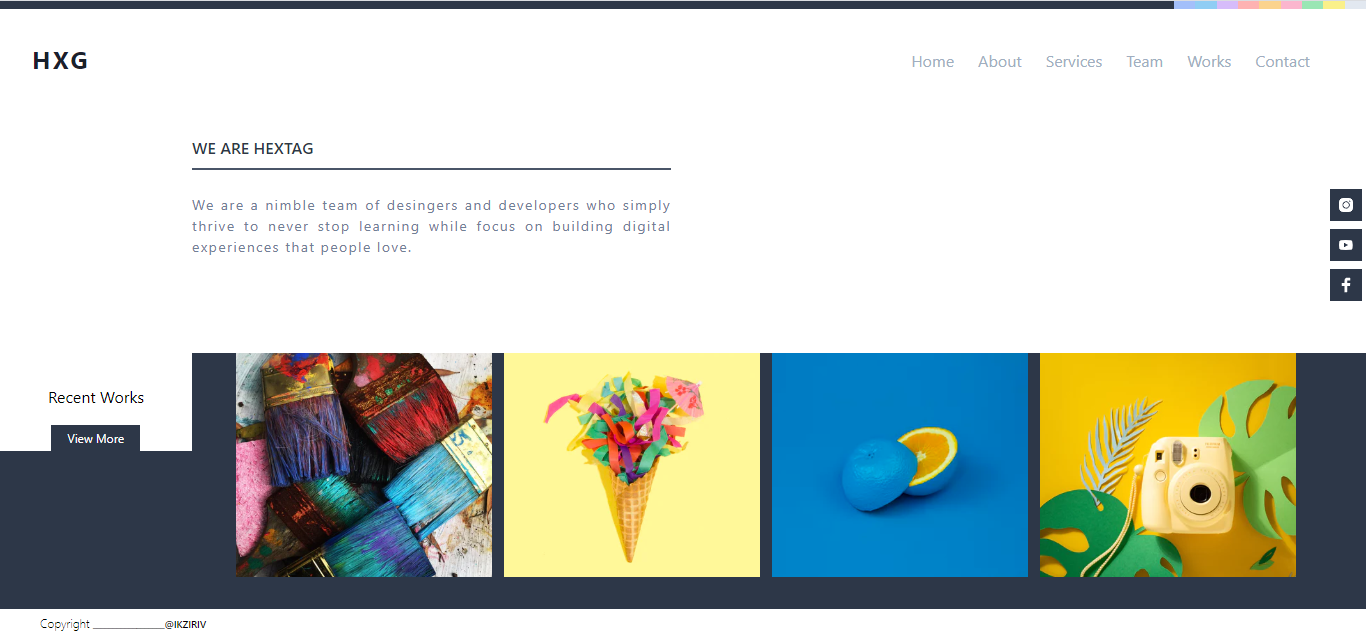 HXG
Home About Services Team Works Contact
WE ARE HEXTAG
We are a nimble team of desingers and developers who simply
thrive to never stop learning while focus on building digital
experiences that people love.
Recent Works
View More
Copyright _______________@IKZIRIV